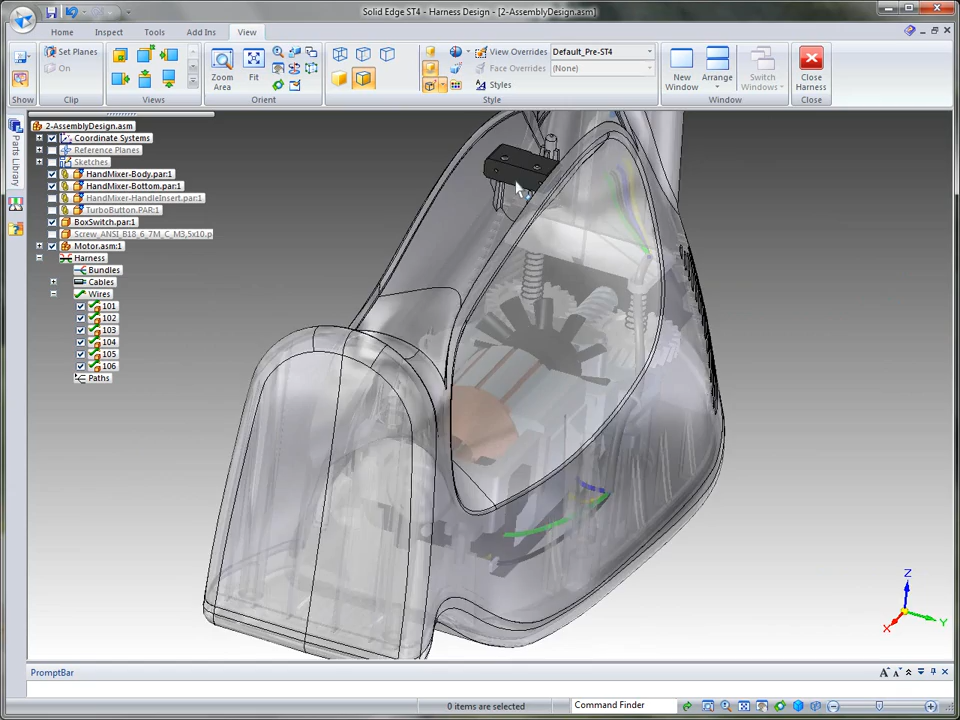 Solid Edge ST4 - Harness Design - [2-AssemblyDesign.asm]
Home Inspect Tools Add Ins View
Set Planes
On
Show
Clip
Views
Zoom Area
Fit
Orient
View Overrides Default_Pre-ST4
Face Overrides (None)
Styles
Style
New Window
Arrange
Switch Windows
Window
Close Harness
Close
Parts Library
2-AssemblyDesign.asm
Coordinate Systems
Reference Planes
Sketches
HandMixer-Body.par:1
HandMixer-Bottom.par:1
HandMixer-HandleInsert.par:1
TurboButton.PAR:1
BoxSwitch.par:1
Screw_ANSI_B18_6_7M_C_M3,5x10.p
Motor.asm:1
Harness
Bundles
Cables
Wires
101
102
103
104
105
106
Paths
Z
X
Y
PromptBar
0 items are selected
Command Finder